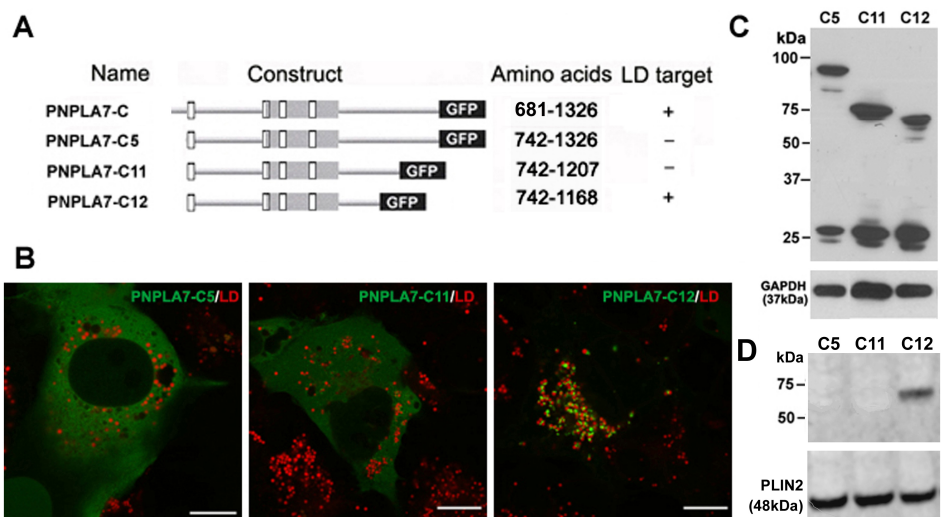 A
Name Construct Amino acids LD target
PNPLA7-C GFP 681-1326 +
PNPLA7-C5 GFP 742-1326 –
PNPLA7-C11 GFP 742-1207 –
PNPLA7-C12 GFP 742-1168 +
B
PNPLA7-C5/LD
PNPLA7-C11/LD
PNPLA7-C12/LD
C
C5 C11 C12
kDa
100
75
50
37
25
GAPDH
(37kDa)
D
C5 C11 C12
kDa
75
50
PLIN2
(48kDa)